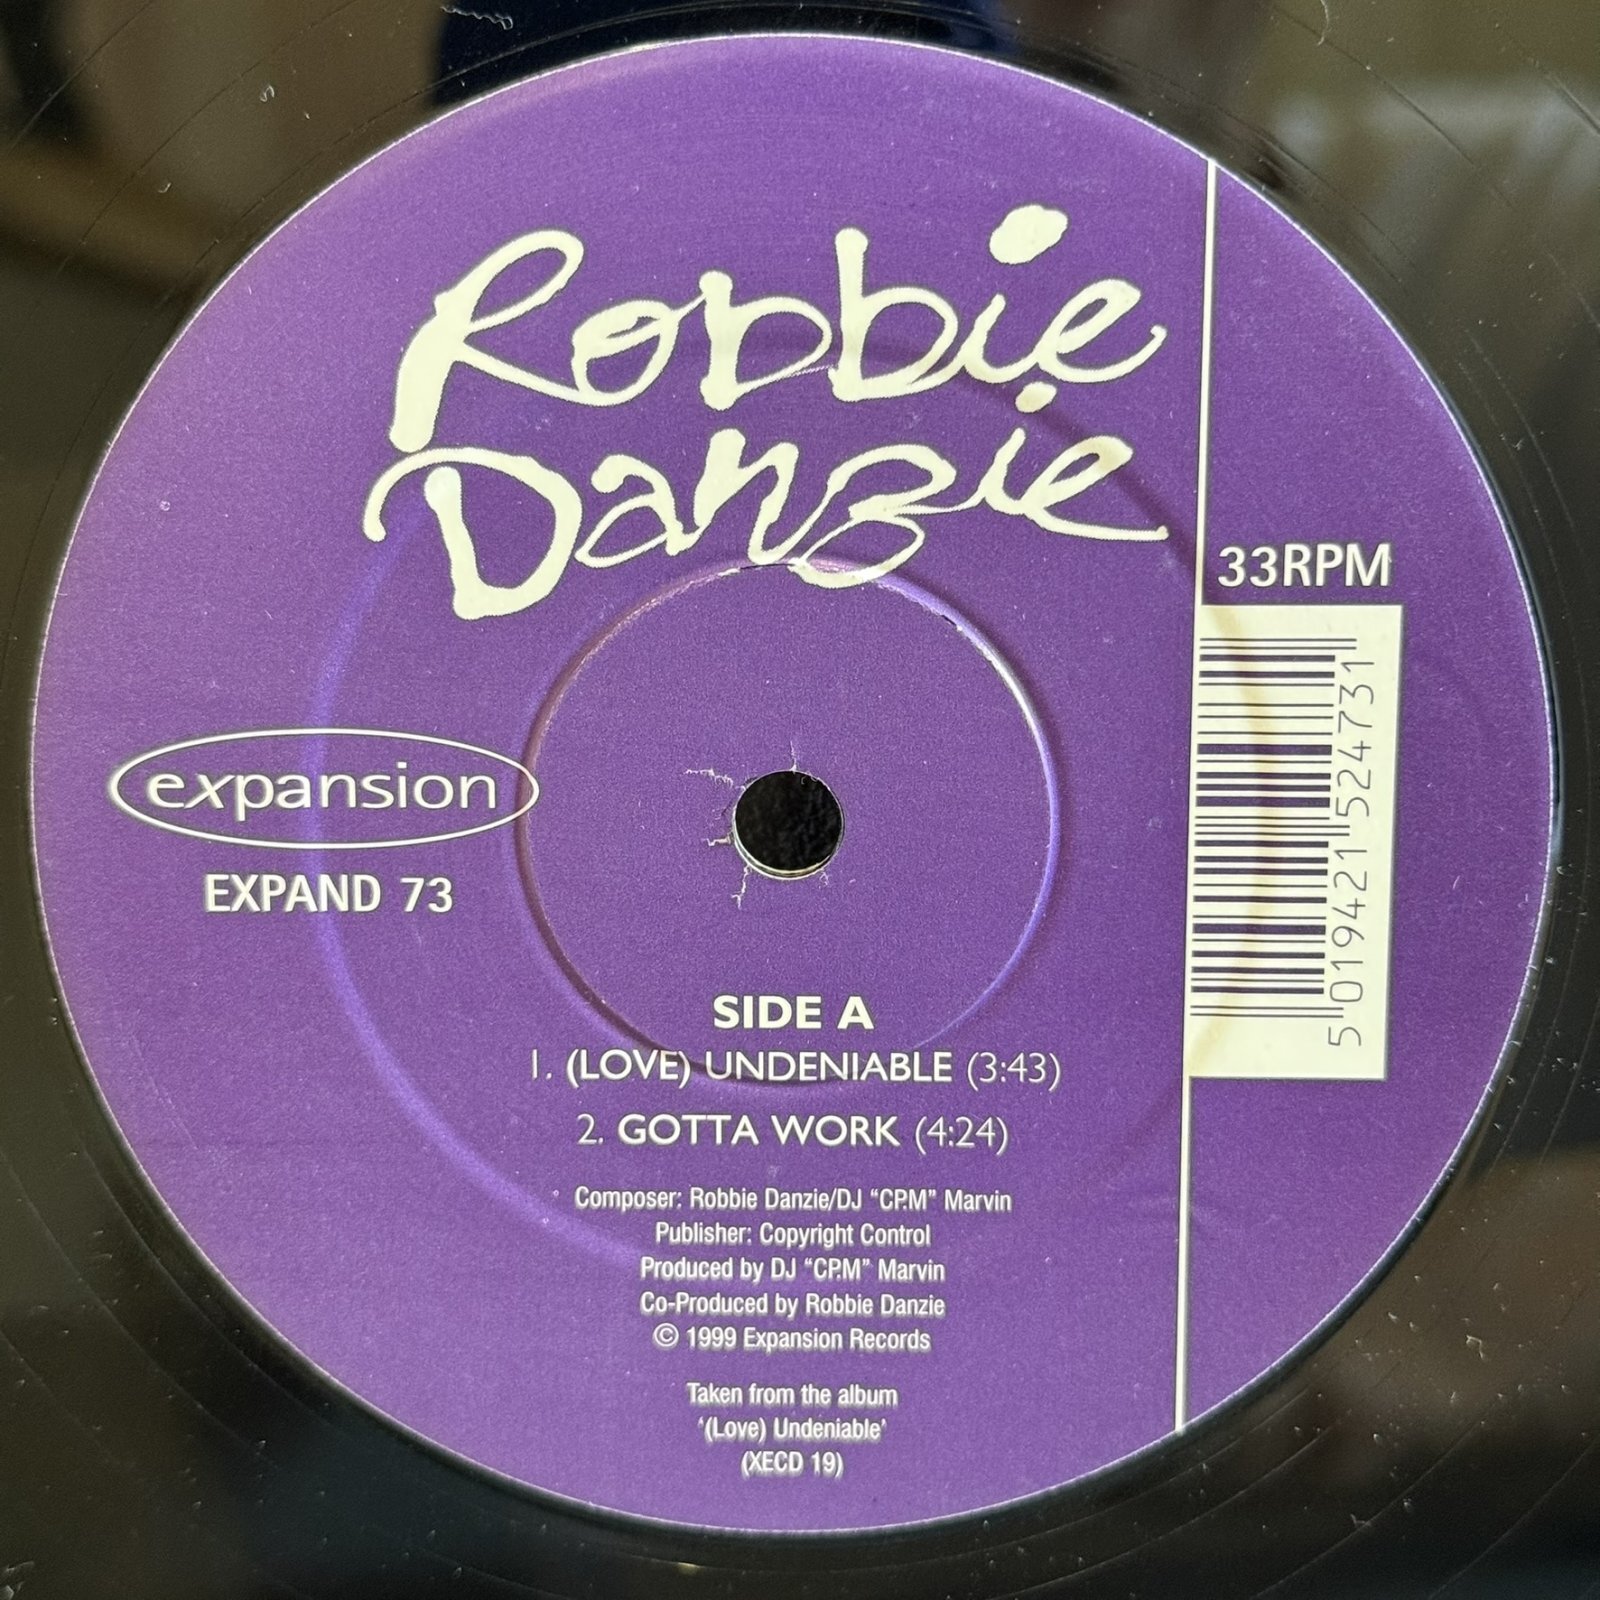 Robbie
Danzie
33RPM
5 019421 524731
expansion
EXPAND 73
SIDE A
1. (LOVE) UNDENIABLE (3:43)
2. GOTTA WORK (4:24)
Composer: Robbie Danzie/DJ “C.P.M” Marvin
Publisher: Copyright Control
Produced by DJ “C.P.M” Marvin
Co-Produced by Robbie Danzie
© 1999 Expansion Records
Taken from the album
‘(Love) Undeniable’
(XECD 19)